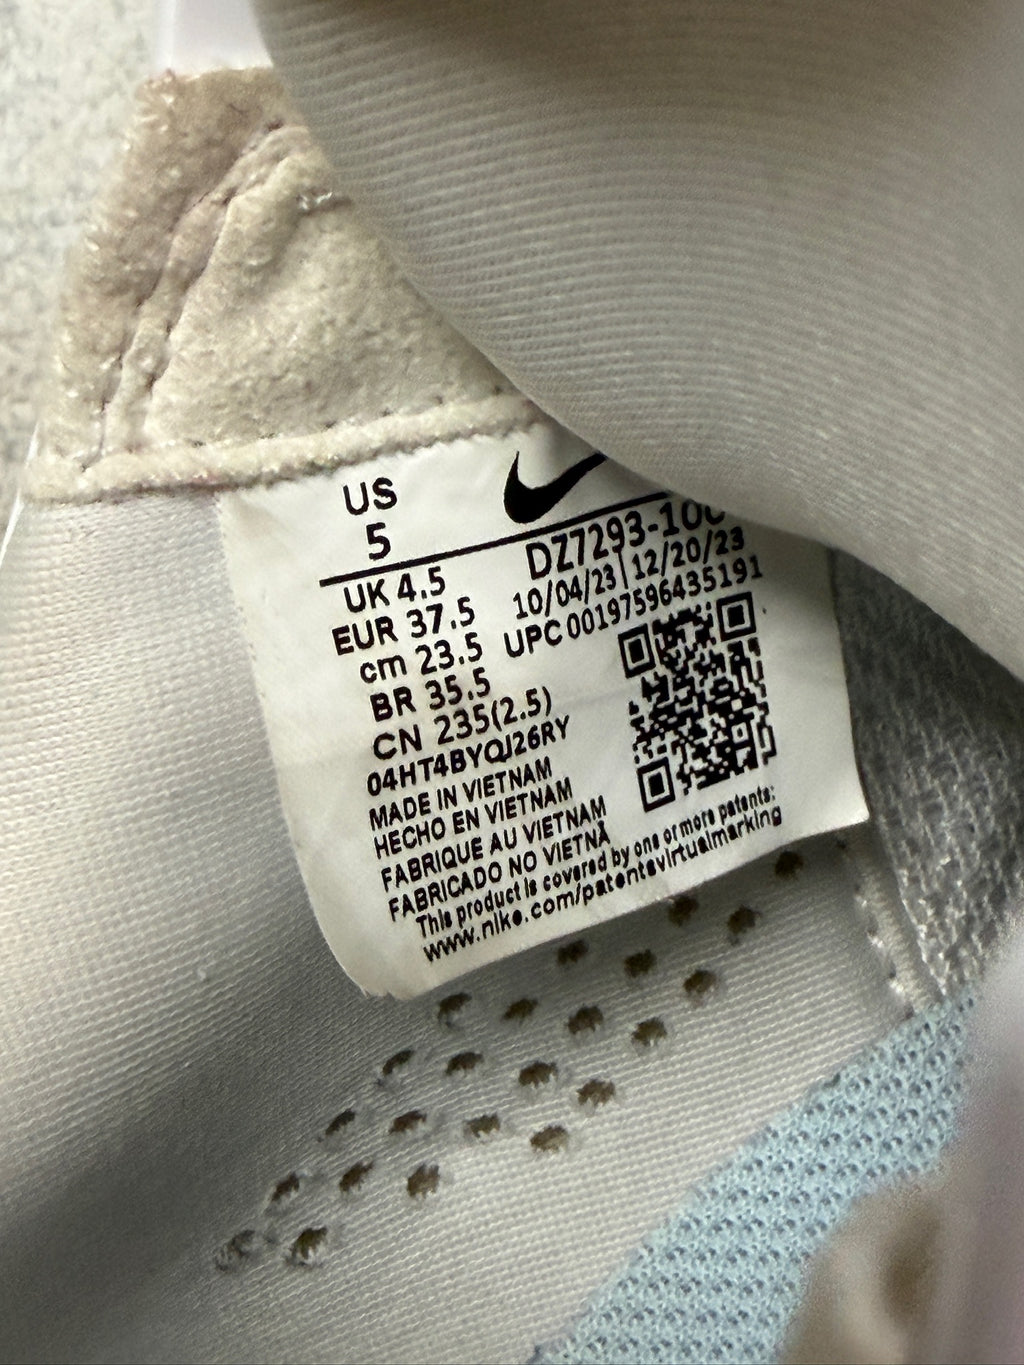 US
5
DZ7293-100
UK 4.5
10/04/23|12/20/23
EUR 37.5
UPC 00197596435191
cm 23.5
BR 35.5
CN 235(2.5)
04HT4BYQJ26RY
MADE IN VIETNAM
HECHO EN VIETNAM
FABRIQUE AU VIETNAM
FABRICADO NO VIETNÃ
This product is covered by one or more patents:
www.nike.com/patentsvirtualmarking